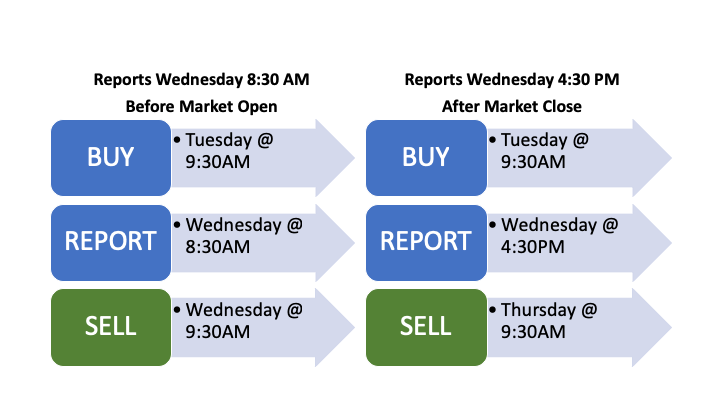 Reports Wednesday 8:30 AM
Before Market Open
BUY
• Tuesday @
9:30AM
REPORT
• Wednesday @
8:30AM
SELL
• Wednesday @
9:30AM
Reports Wednesday 4:30 PM
After Market Close
BUY
• Tuesday @
9:30AM
REPORT
• Wednesday @
4:30PM
SELL
• Thursday @
9:30AM